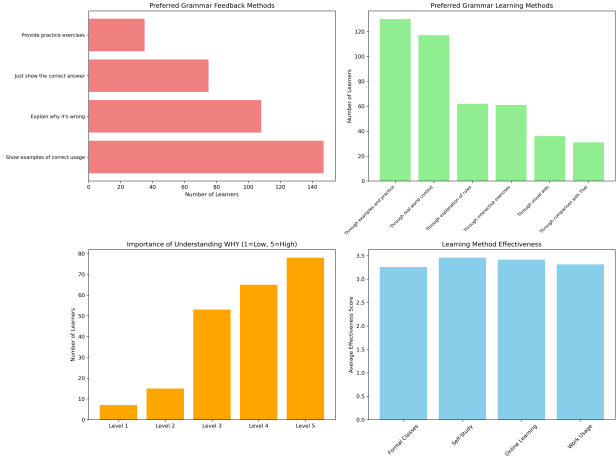 Preferred Grammar Feedback Methods
Provide practice exercises
Just show the correct answer
Explain why it's wrong
Show examples of correct usage
0 20 40 60 80 100 120 140
Number of Learners
Preferred Grammar Learning Methods
Number of Learners
120
100
80
60
40
20
0
Through examples and practice
Through real-world context
Through explanation of rules
Through interactive exercises
Through visual aids
Through comparison with Thai
Importance of Understanding WHY (1=Low, 5=High)
Number of Learners
80
70
60
50
40
30
20
10
0
Level 1 Level 2 Level 3 Level 4 Level 5
Learning Method Effectiveness
Average Effectiveness Score
3.5
3.0
2.5
2.0
1.5
1.0
0.5
0.0
Formal Classes
Self-Study
Online Learning
Work Usage